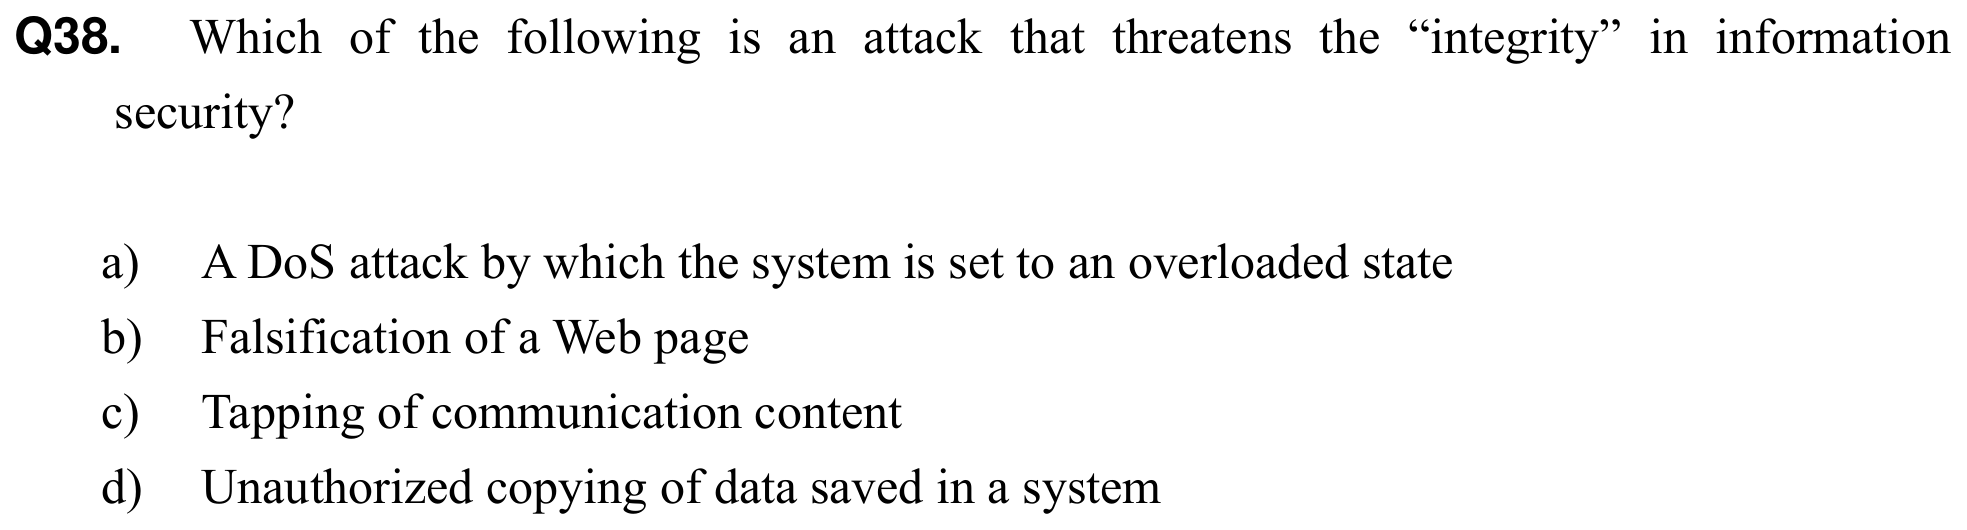 Q38. Which of the following is an attack that threatens the “integrity” in information
security?
a) A DoS attack by which the system is set to an overloaded state
b) Falsification of a Web page
c) Tapping of communication content
d) Unauthorized copying of data saved in a system